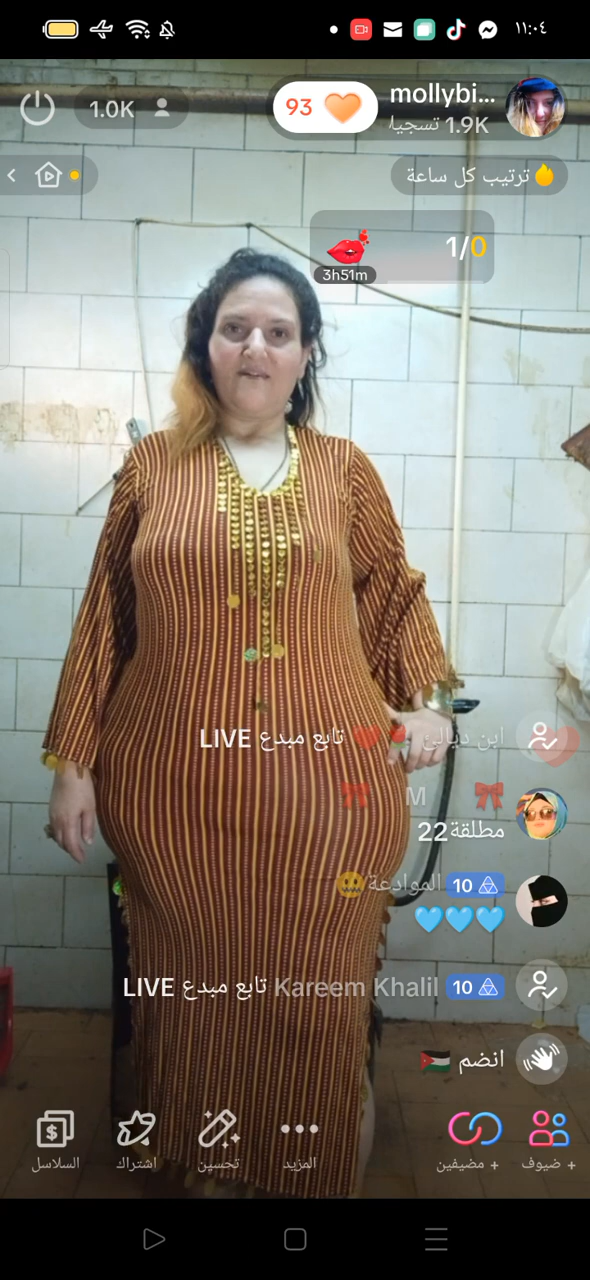 ١١:٠٤
1.0K
93
mollybi...
1.9K تسجيل
ترتيب كل ساعة
1/0
3h51m
ابن ديالى
تابع مبدع LIVE
M
مطلقة22
10 الموادعة
🩵🩵🩵
10 Kareem Khalil تابع مبدع LIVE
انضم 🇯🇴
السلاسل
اشتراك
تحسين
المزيد
+ مضيفين
+ ضيوف